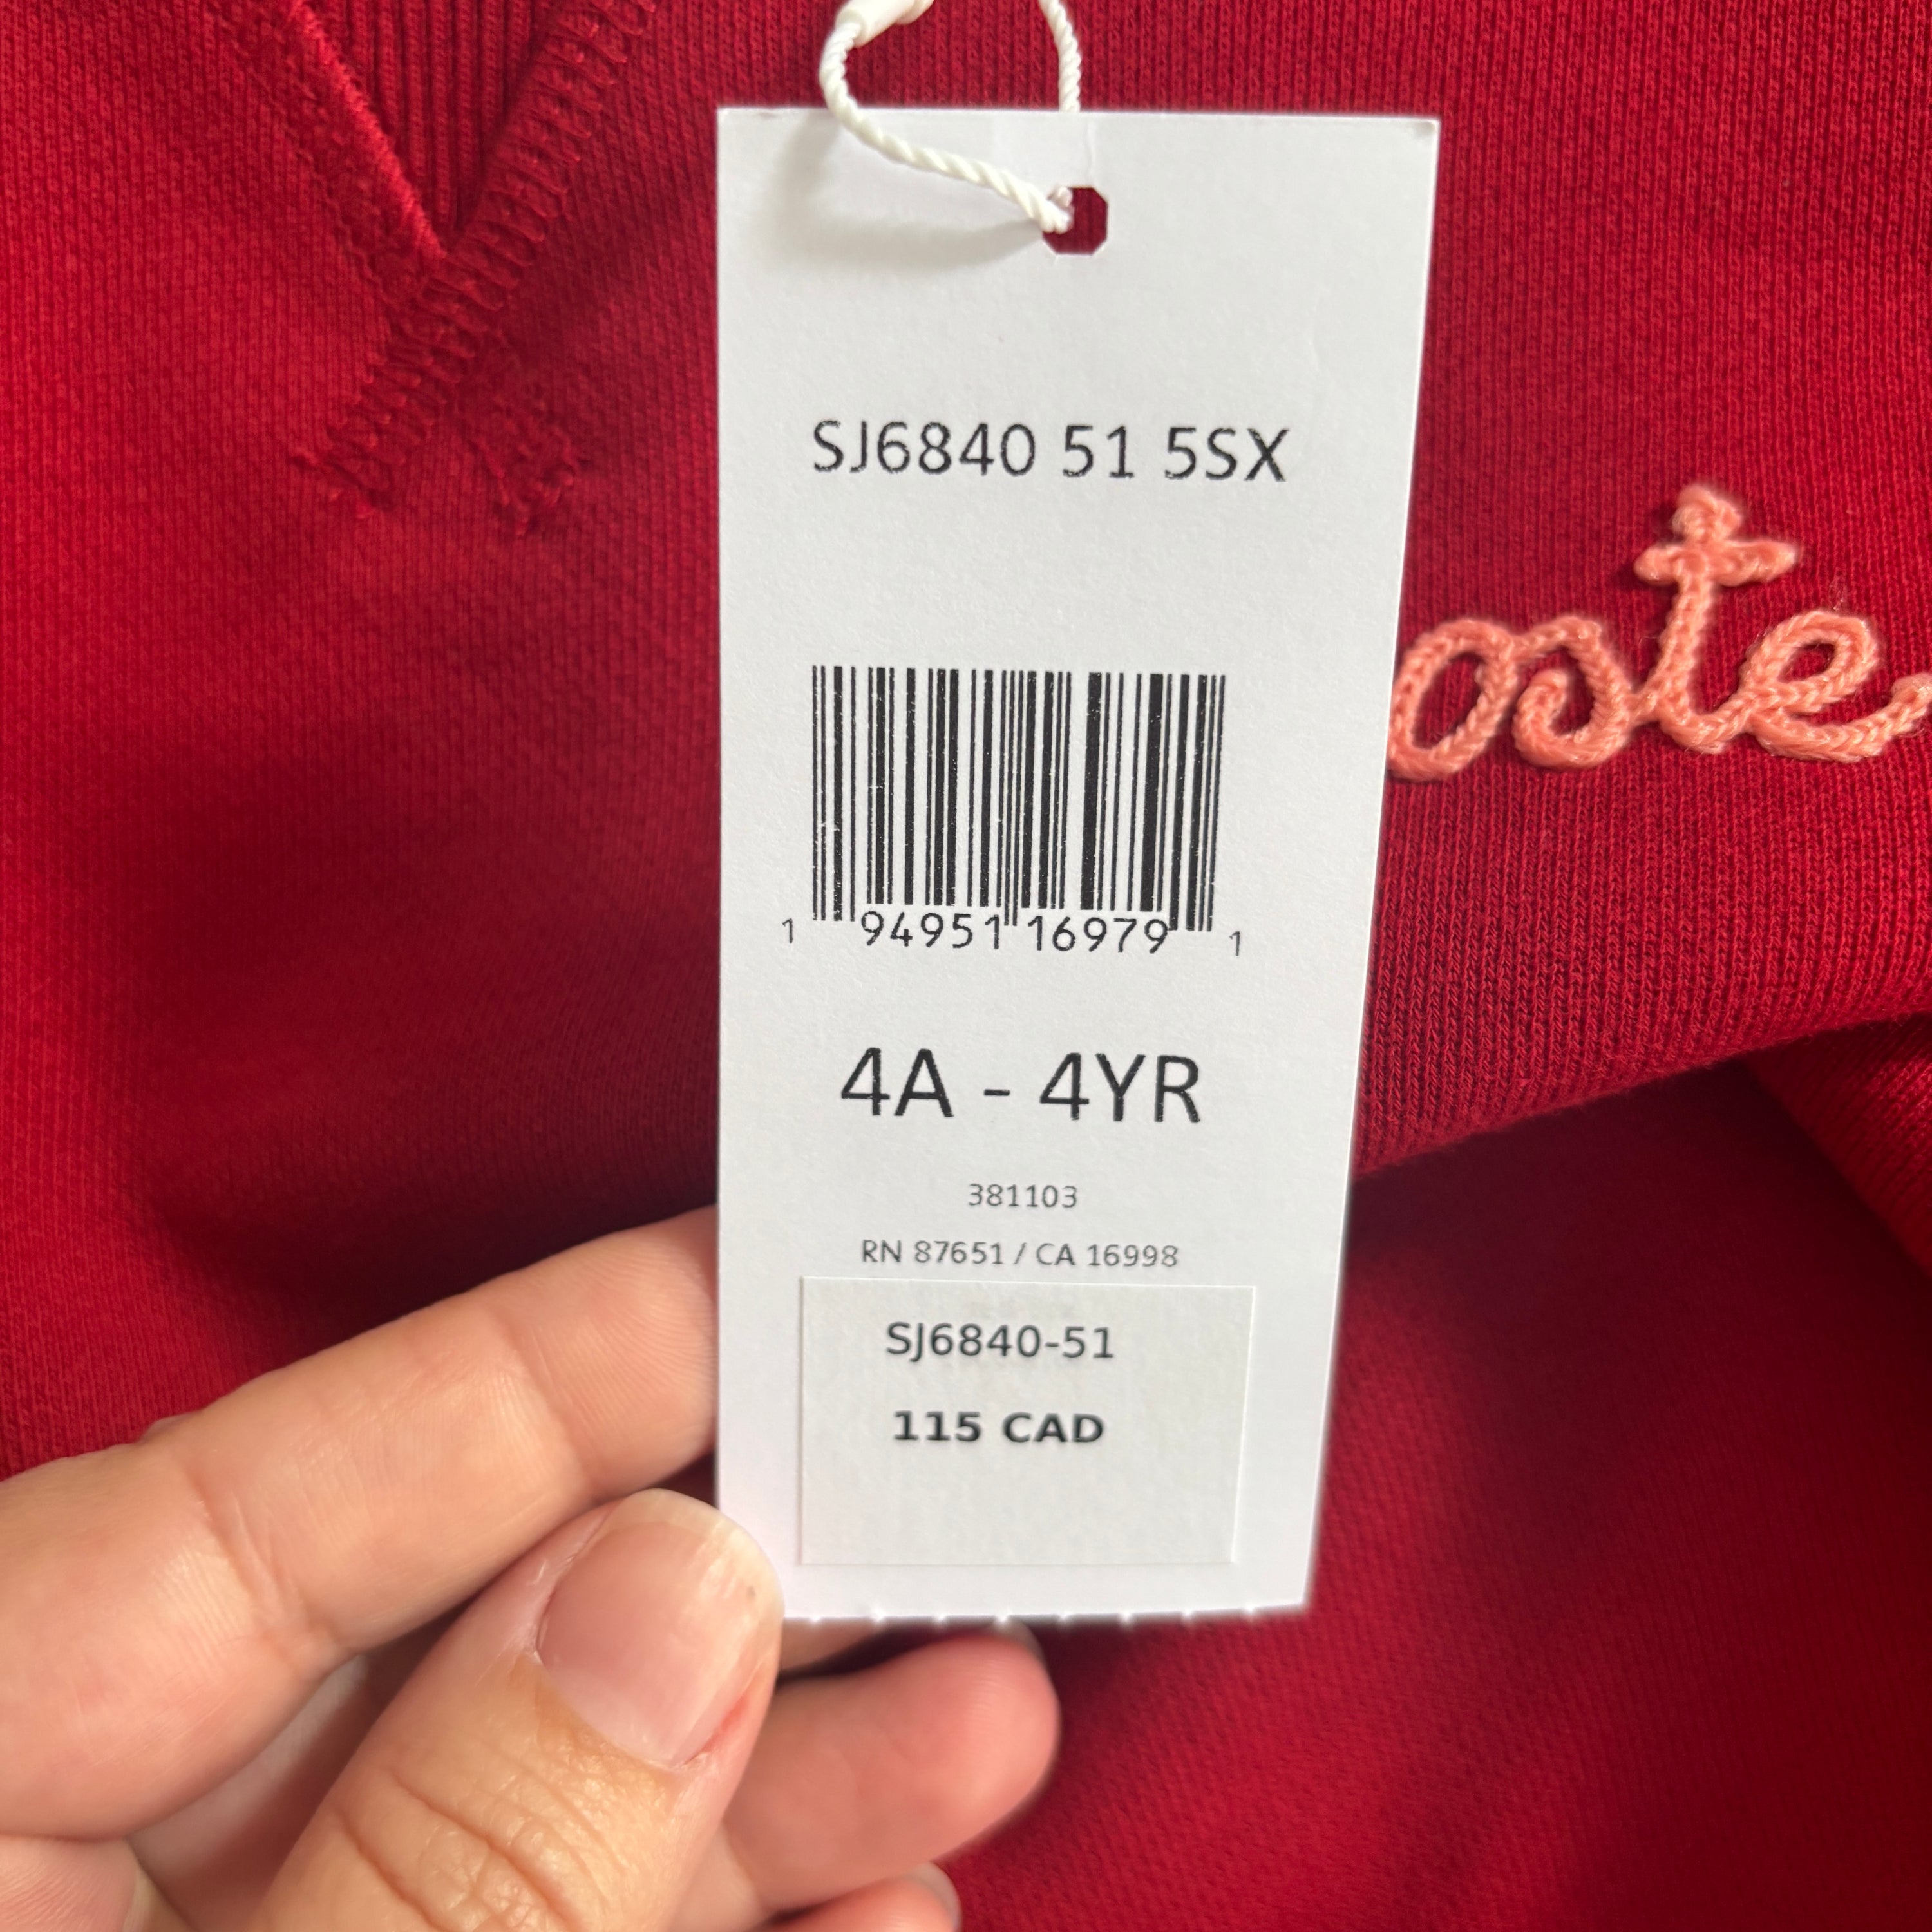 SJ6840 51 5SX
oste
1 94951 16979 1
4A - 4YR
381103
RN 87651 / CA 16998
SJ6840-51
115 CAD